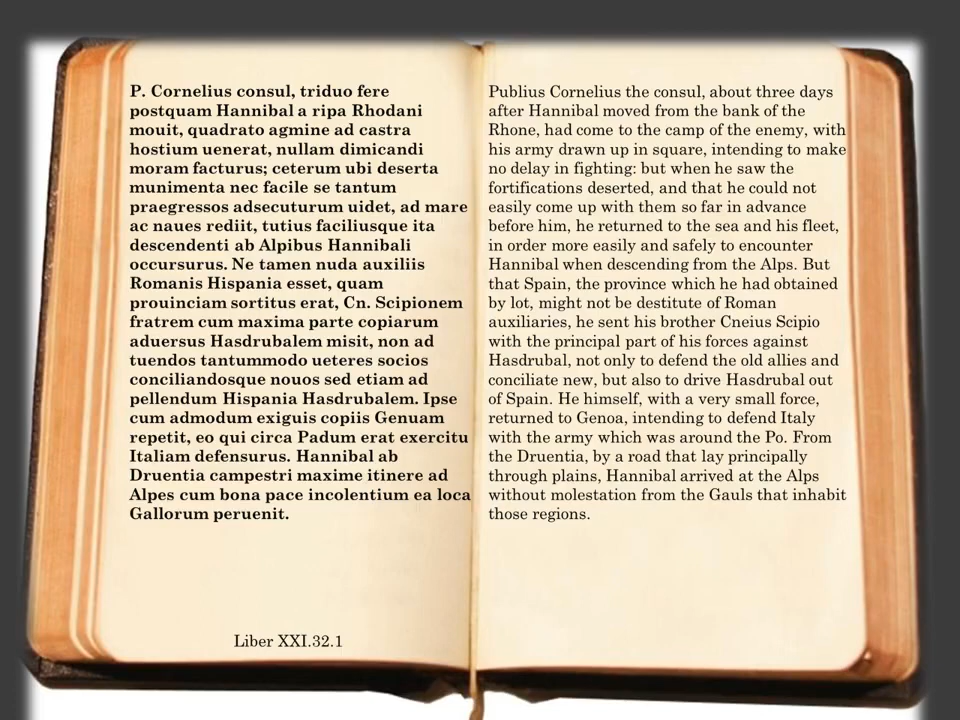 P. Cornelius consul, triduo fere
postquam Hannibal a ripa Rhodani
mouit, quadrato agmine ad castra
hostium uenerat, nullam dimicandi
moram facturus; ceterum ubi deserta
munimenta nec facile se tantum
praegressos adsecuturum uidet, ad mare
ac naues rediit, tutius faciliusque ita
descendenti ab Alpibus Hannibali
occursurus. Ne tamen nuda auxiliis
Romanis Hispania esset, quam
prouinciam sortitus erat, Cn. Scipionem
fratrem cum maxima parte copiarum
aduersus Hasdrubalem misit, non ad
tuendos tantummodo ueteres socios
conciliandosque nouos sed etiam ad
pellendum Hispania Hasdrubalem. Ipse
cum admodum exiguis copiis Genuam
repetit, eo qui circa Padum erat exercitu
Italiam defensurus. Hannibal ab
Druentia campestri maxime itinere ad
Alpes cum bona pace incolentium ea loca
Gallorum peruenit.
Liber XXI.32.1
Publius Cornelius the consul, about three days
after Hannibal moved from the bank of the
Rhone, had come to the camp of the enemy, with
his army drawn up in square, intending to make
no delay in fighting: but when he saw the
fortifications deserted, and that he could not
easily come up with them so far in advance
before him, he returned to the sea and his fleet,
in order more easily and safely to encounter
Hannibal when descending from the Alps. But
that Spain, the province which he had obtained
by lot, might not be destitute of Roman
auxiliaries, he sent his brother Cneius Scipio
with the principal part of his forces against
Hasdrubal, not only to defend the old allies and
conciliate new, but also to drive Hasdrubal out
of Spain. He himself, with a very small force,
returned to Genoa, intending to defend Italy
with the army which was around the Po. From
the Druentia, by a road that lay principally
through plains, Hannibal arrived at the Alps
without molestation from the Gauls that inhabit
those regions.